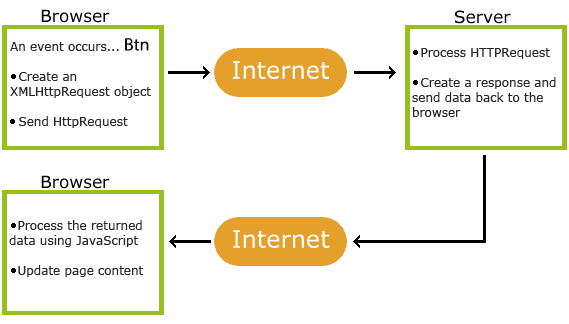 Browser
An event occurs... Btn
•Create an
XMLHttpRequest object
• Send HttpRequest
Internet
Server
•Process HTTPRequest
•Create a response and
send data back to the
browser
Browser
•Process the returned
data using JavaScript
•Update page content
Internet